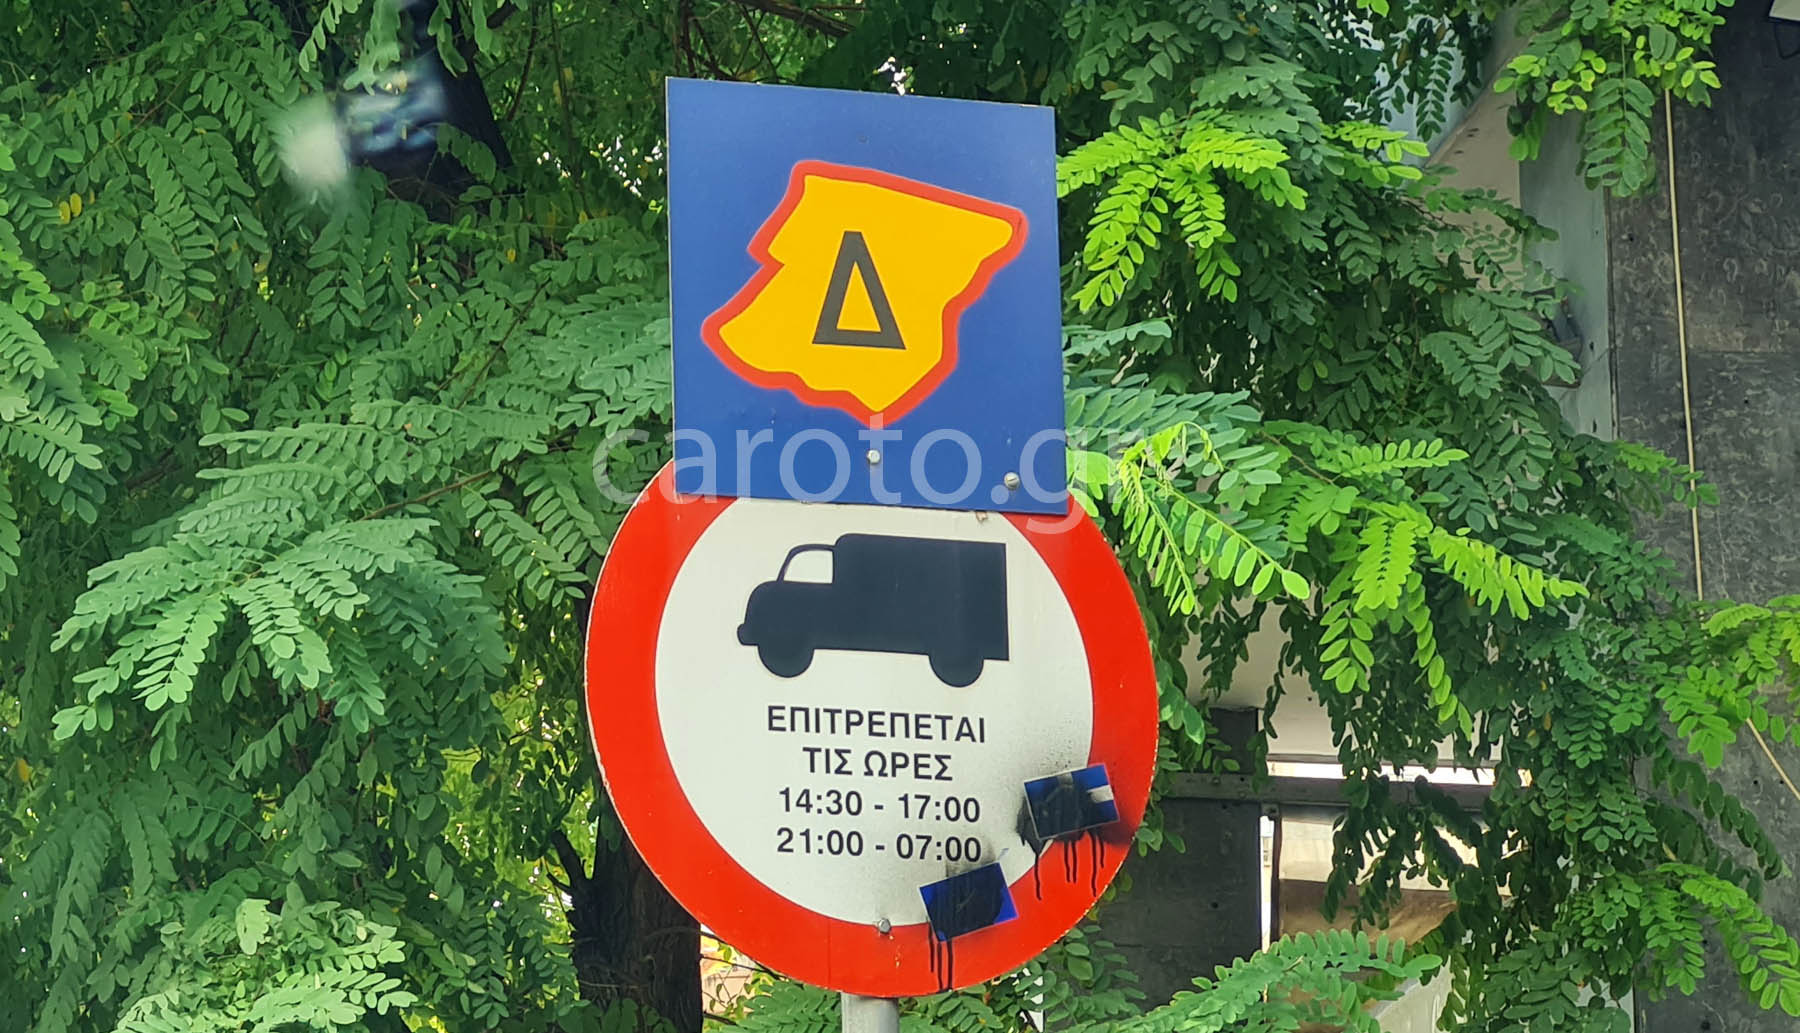 Δ
caroto.gr
ΕΠΙΤΡΕΠΕΤΑΙ
ΤΙΣ ΩΡΕΣ
14:30 - 17:00
21:00 - 07:00